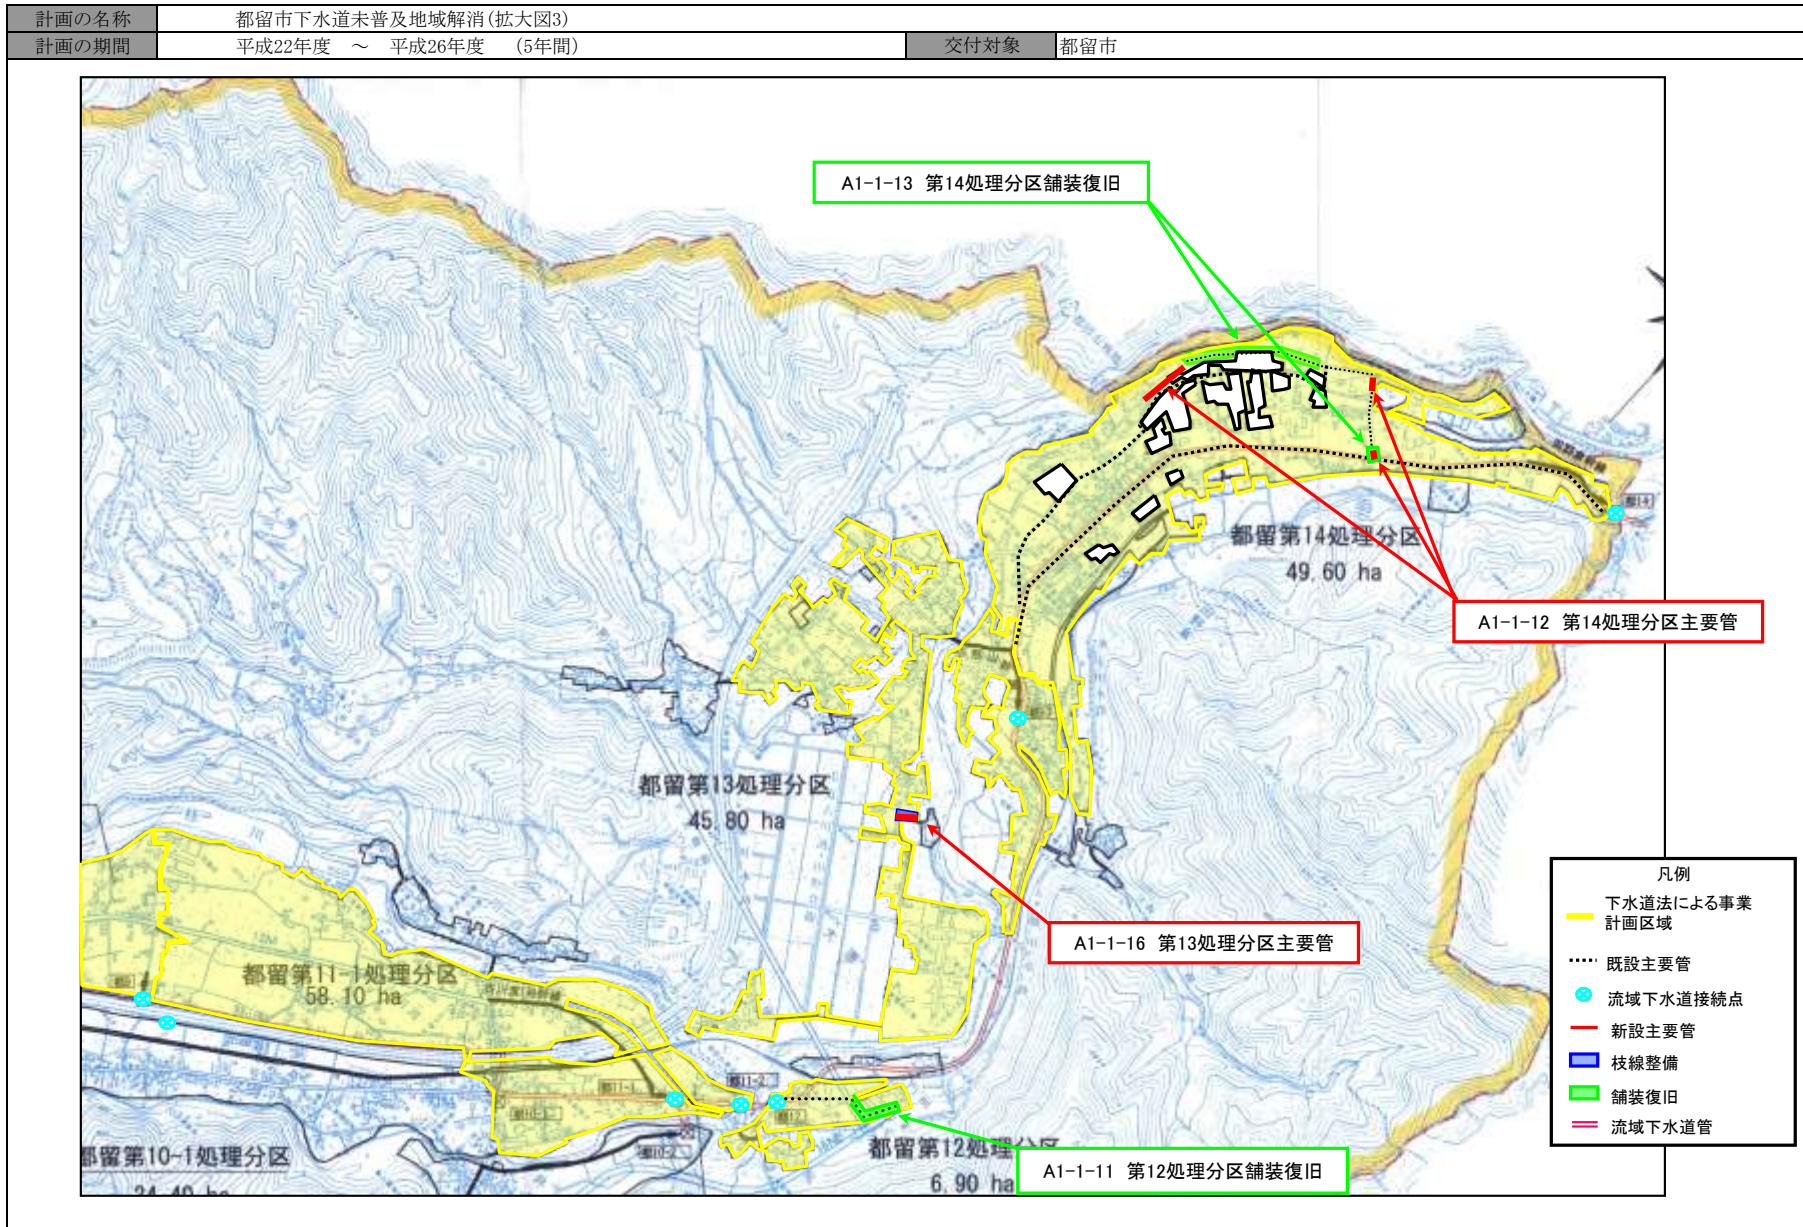 計画の名称 都留市下水道未普及地域解消(拡大図3)
計画の期間 平成22年度 ～ 平成26年度 (5年間) 交付対象 都留市
A1-1-13 第14処理分区舗装復旧
都留第14処理分区
49.60 ha
A1-1-12 第14処理分区主要管
都留第13処理分区
45.80 ha
A1-1-16 第13処理分区主要管
都留第11-1処理分区
58.10 ha
都留第12処理分区
6.90 ha
A1-1-11 第12処理分区舗装復旧
都留第10-1処理分区
凡例
下水道法による事業
計画区域
既設主要管
流域下水道接続点
新設主要管
枝線整備
舗装復旧
流域下水道管